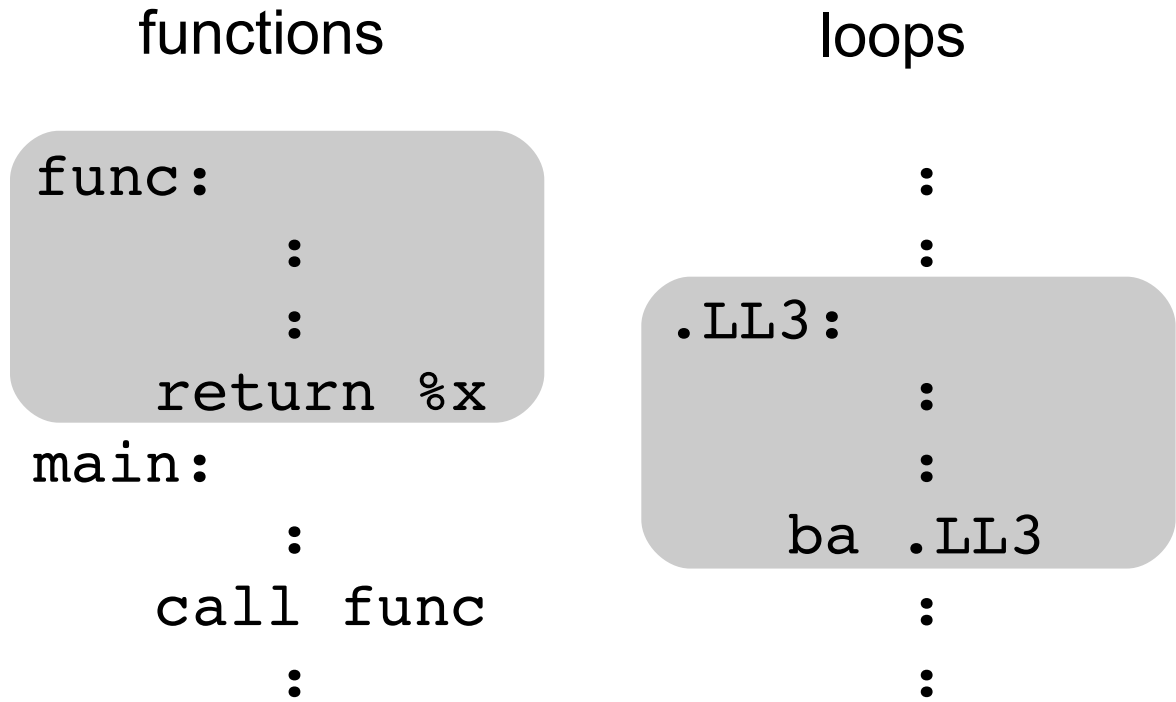 functions
func:
:
:
return %x
main:
:
call func
:
loops
:
:
.LL3:
:
:
ba .LL3
:
: